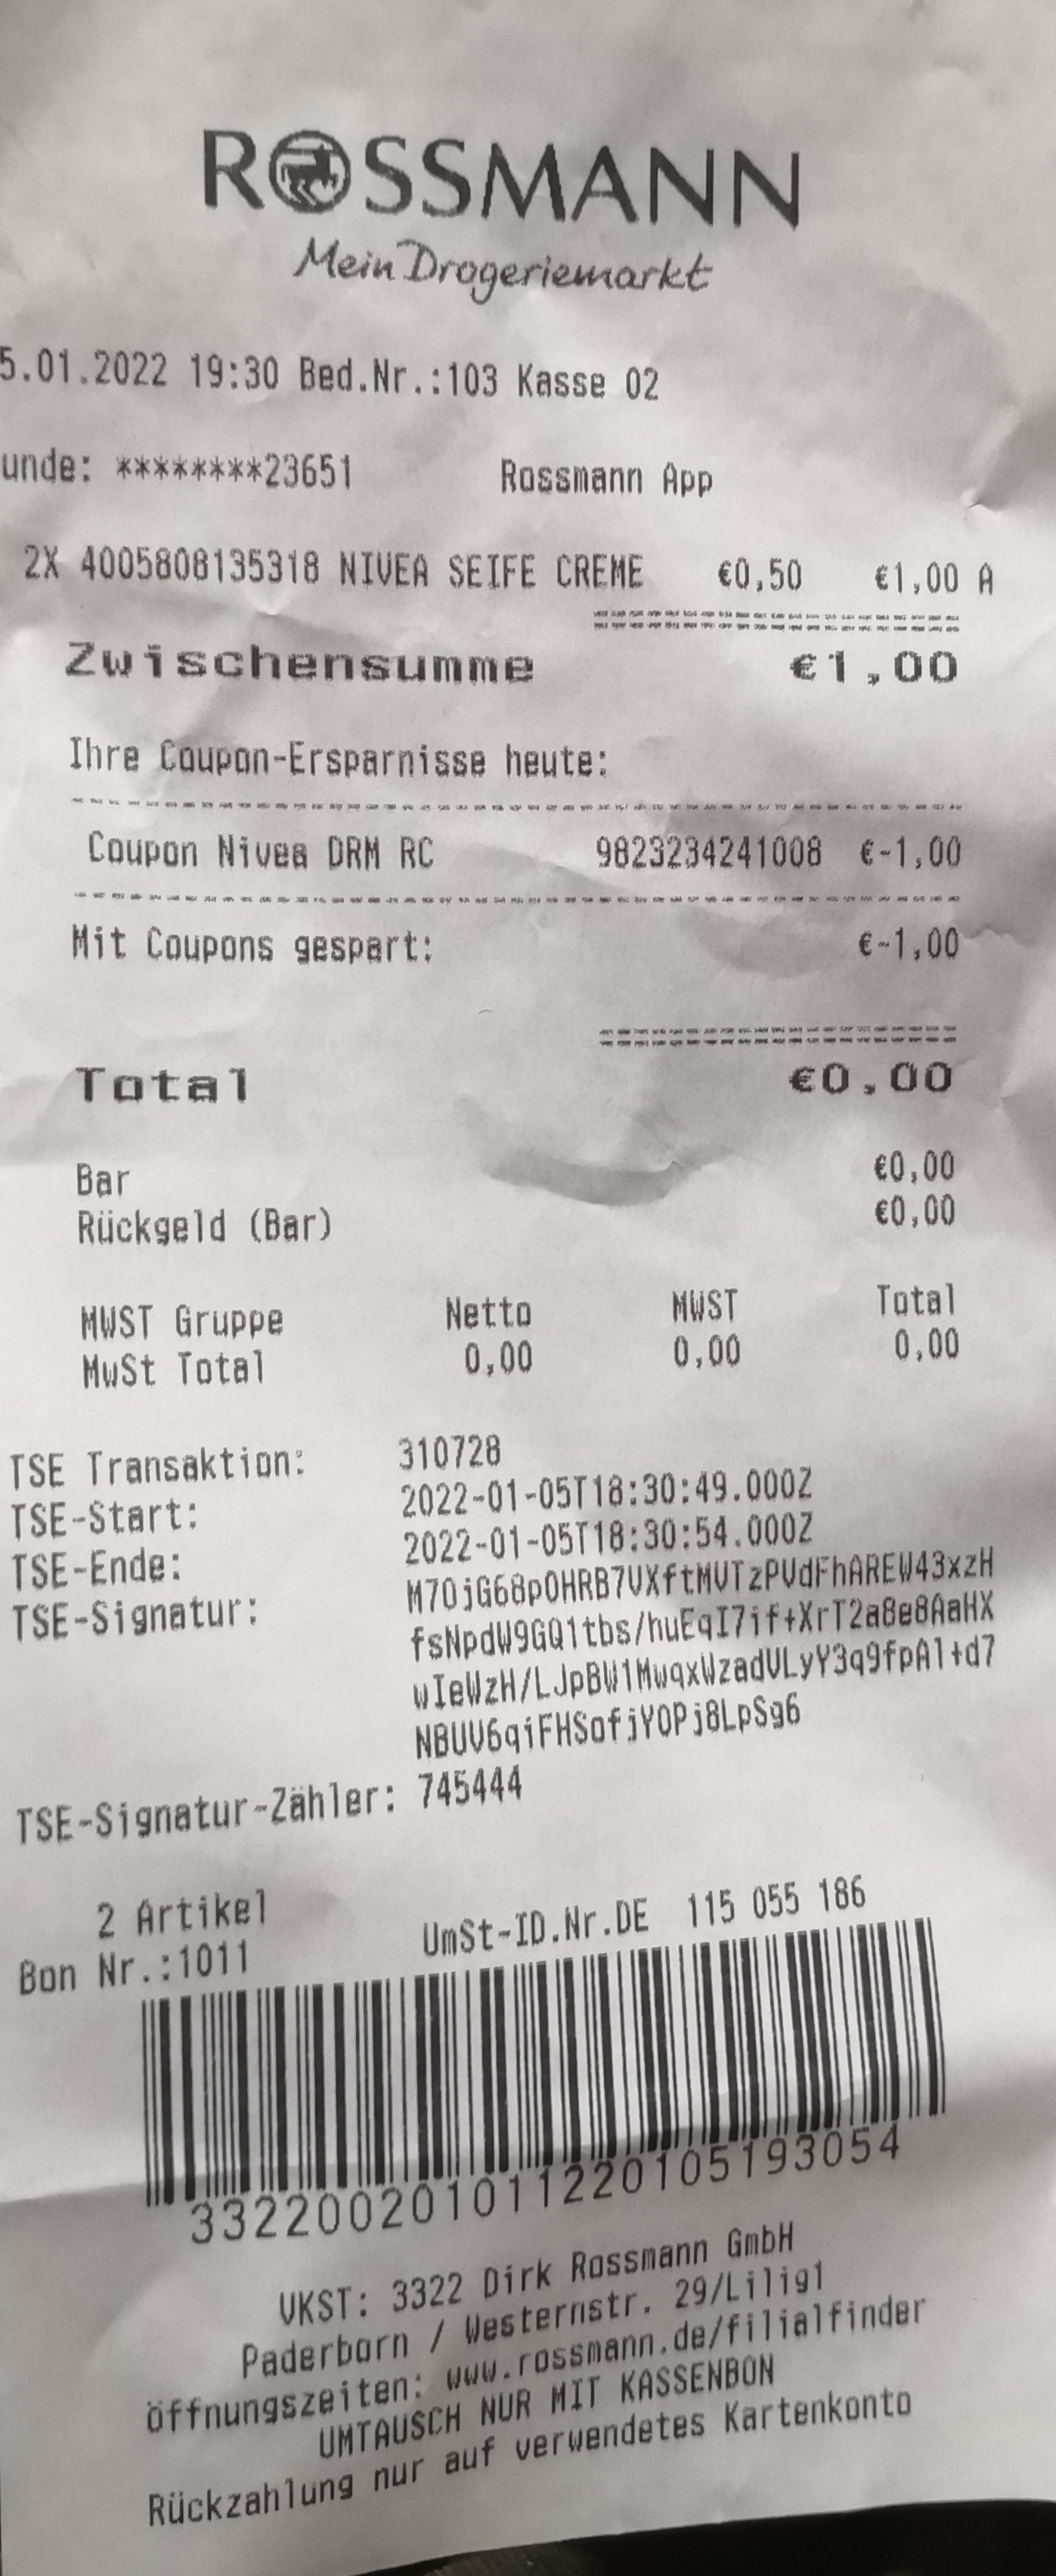 ROSSMANN
Mein Drogeriemarkt
5.01.2022 19:30 Bed.Nr.:103 Kasse 02
unde: ********23651 Rossmann App
2X 4005808135318 NIVEA SEIFE CREME €0,50 €1,00 A
Zwischensumme €1,00
Ihre Coupon-Ersparnisse heute:
Coupon Nivea DRM RC 9823234241008 €-1,00
Mit Coupons gespart: €-1,00
Total €0,00
Bar €0,00
Rückgeld (Bar) €0,00
MWST Gruppe Netto MWST Total
MwSt Total 0,00 0,00 0,00
TSE Transaktion: 310728
TSE-Start: 2022-01-05T18:30:49.000Z
TSE-Ende: 2022-01-05T18:30:54.000Z
TSE-Signatur: M70jG68pOHRB7VXftMVTzPVdFhAREW43xzH
fsNpdW9GQ1tbs/huEqI7if+XrT2a8e8AaHX
wIeWzH/LJpBW1MwqxWzadVLyY3q9fpAl+d7
NBUV6qiFHSofjYOPj8LpSg6
TSE-Signatur-Zähler: 745444
2 Artikel
Bon Nr.:1011 UmSt-ID.Nr.DE 115 055 186
3322002010112201051930​54
VKST: 3322 Dirk Rossmann GmbH
Paderborn / Westernstr. 29/Lilig1
öffnungszeiten: www.rossmann.de/filialfinder
UMTAUSCH NUR MIT KASSENBON
Rückzahlung nur auf verwendetes Kartenkonto